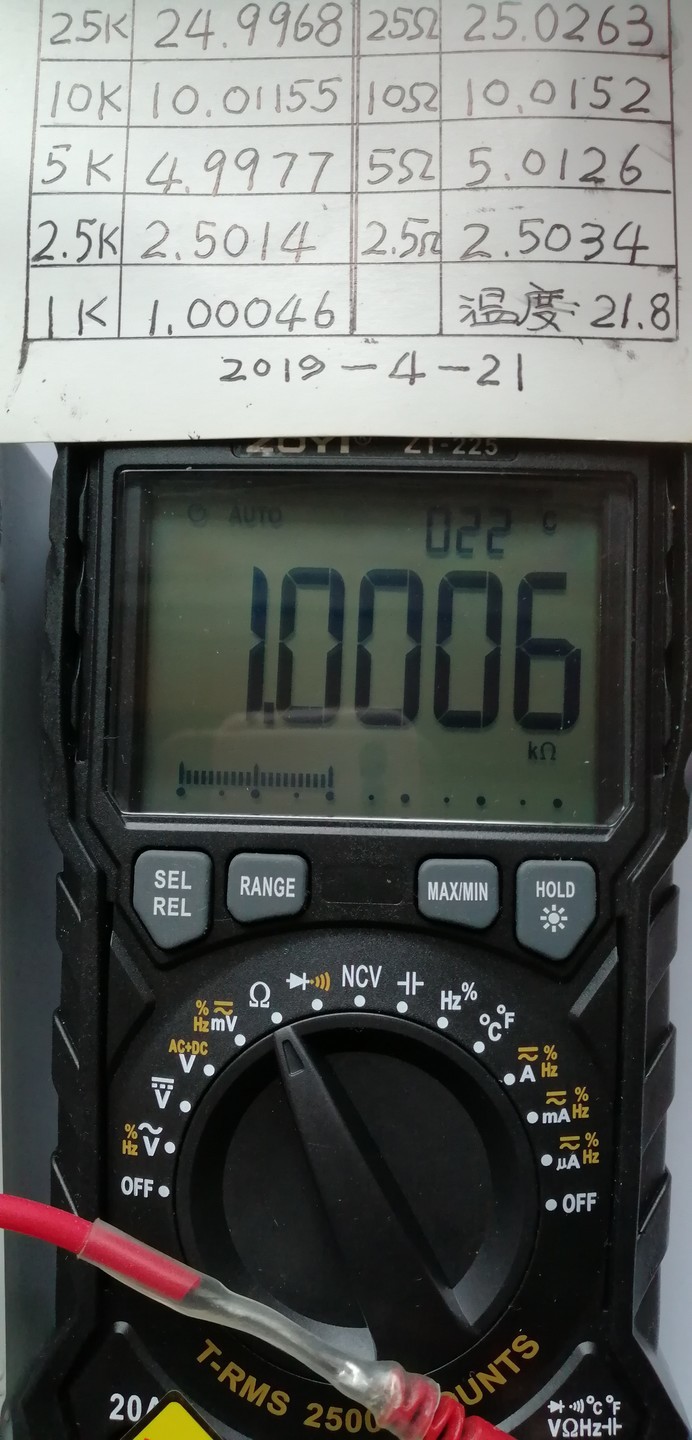 25K 24.9968 25Ω 25.0263
10K 10.01155 10Ω 10.0152
5K 4.9977 5Ω 5.0126
2.5K 2.5014 2.5Ω 2.5034
1K 1.00046 温度 21.8
2019-4-21
ZOYI® ZT-225
Auto 022 C
1.0006
kΩ
SEL
REL
RANGE
MAX/MIN
HOLD
Ω
NCV
Hz%
°C°F
% Hz mV
AC+DC
V
V
% Hz V
OFF
A % Hz
mA % Hz
μA % Hz
OFF
T-RMS 2500 OUNTS
20A
°C °F
VΩHz